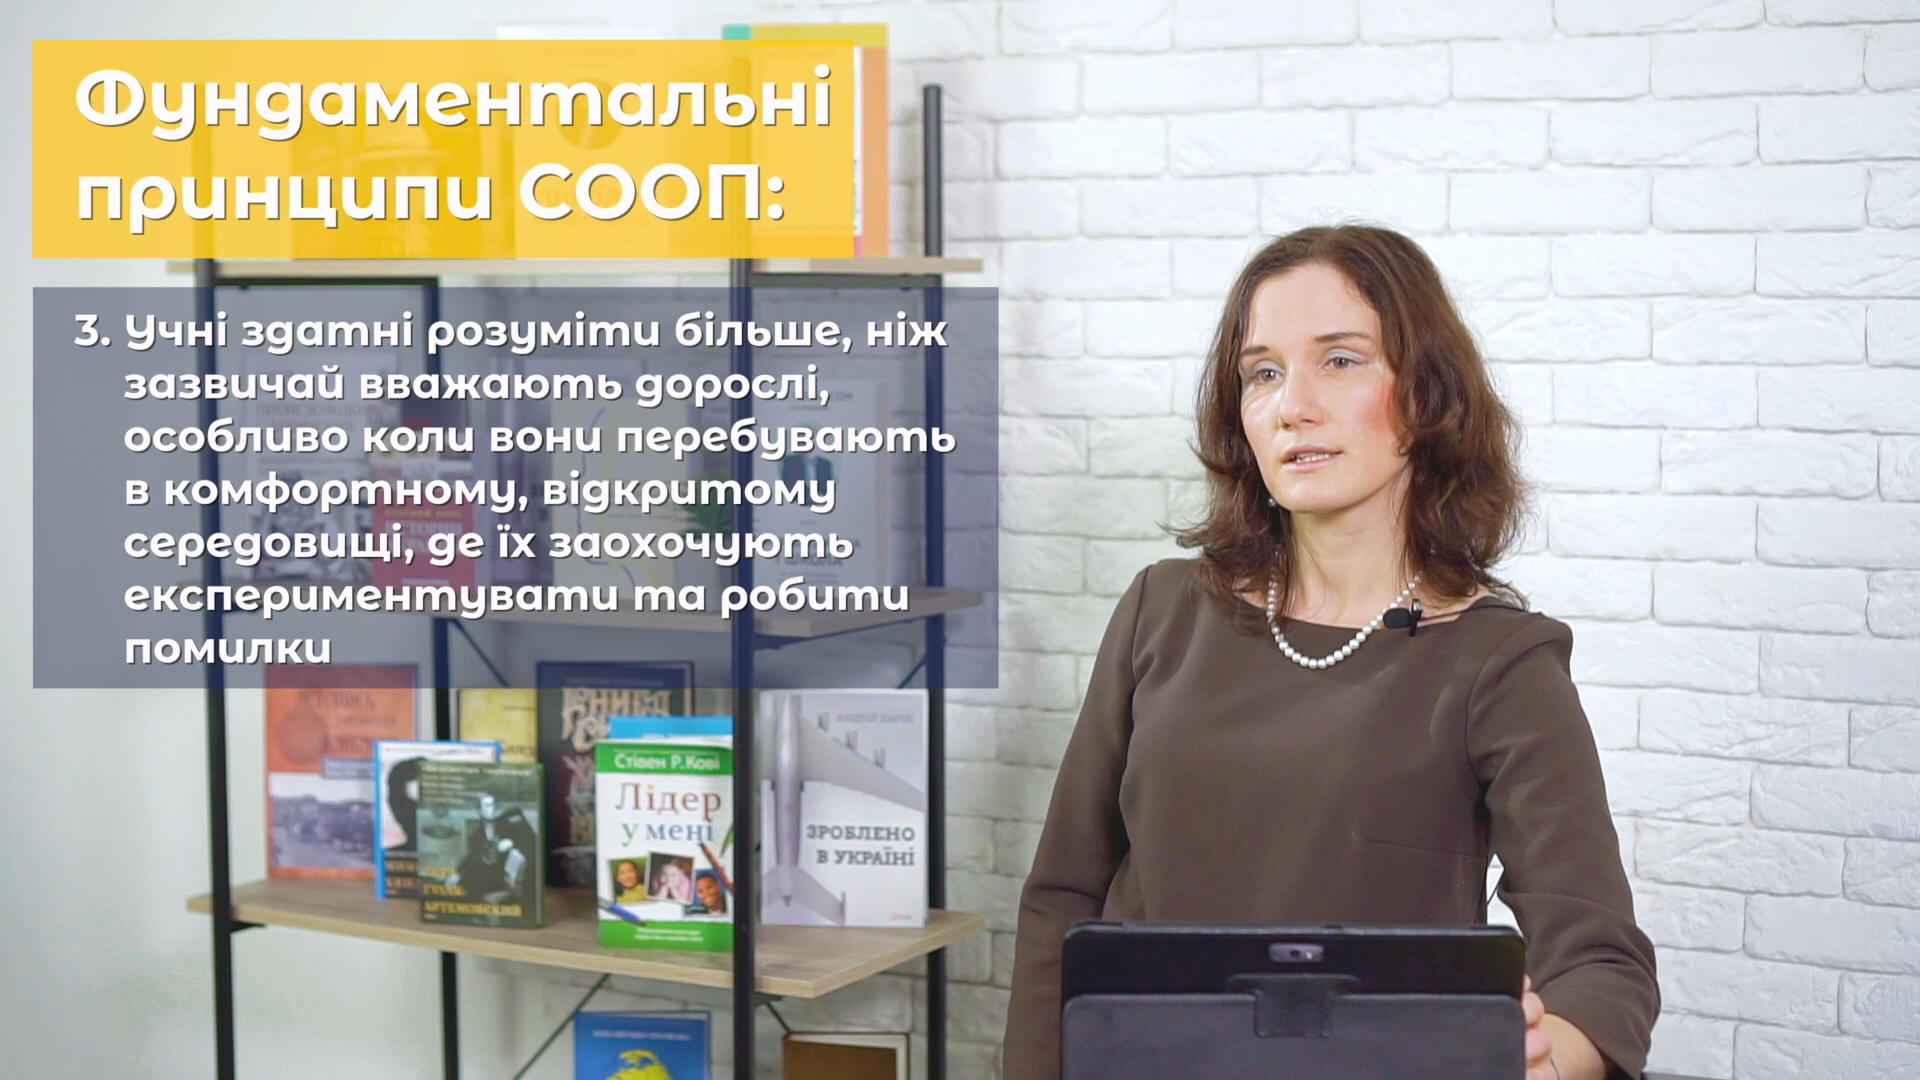 Фундаментальні
принципи СООП:
3. Учні здатні розуміти більше, ніж
зазвичай вважають дорослі,
особливо коли вони перебувають
в комфортному, відкритому
середовищі, де їх заохочують
експериментувати та робити
помилки
Стівен Р. Кові
Лідер
у мені
ЗРОБЛЕНО
В УКРАЇНІ
АРТЕМОВСКИЙ